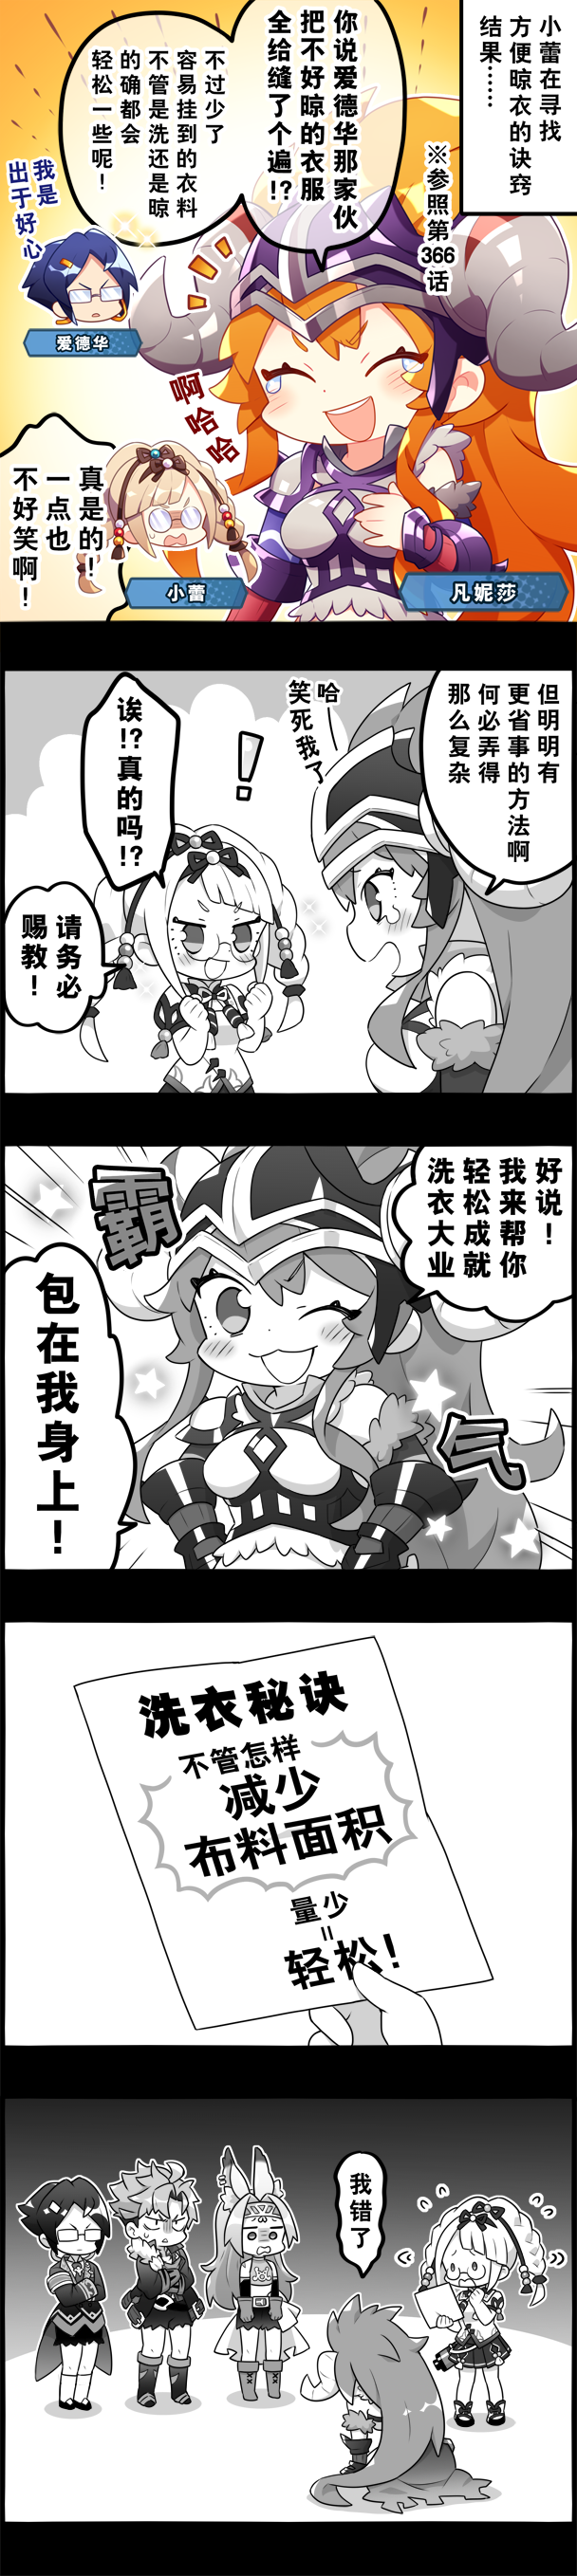 小蕾在寻找
方便晾衣的诀窍
结果……
※参照第
366
话
你说爱德华那家伙
把不好晾的衣服
全给缝了个遍!?
不过少了
容易挂到的衣料
不管是洗还是晾
的确都会
轻松一些呢！
我是
出于好心
爱德华
啊哈哈
真是的！
一点也
不好笑啊！
小蕾
凡妮莎
但明明有
更省事的方法啊
何必弄得
那么复杂
哈
笑死我了
!
诶!?真的吗!?
请务必
赐教！
好说！
我来帮你
轻松成就
洗衣大业
霸
气
包在我身上！
洗衣秘诀
不管怎样
减少
布料面积
量少
=
轻松!
我错了